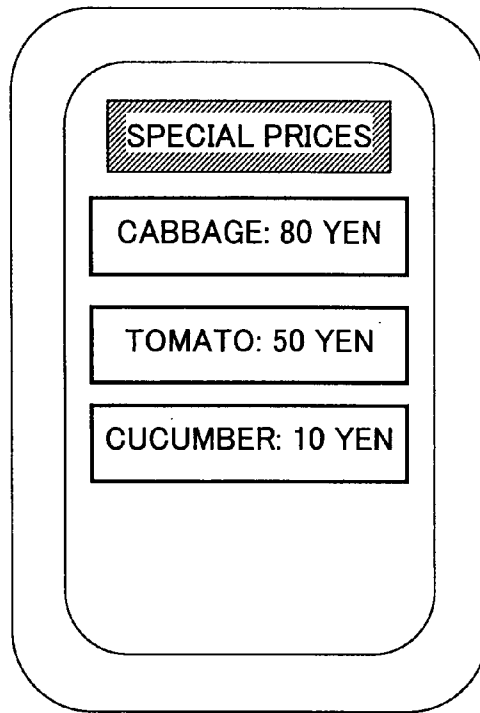 SPECIAL PRICES
CABBAGE: 80 YEN
TOMATO: 50 YEN
CUCUMBER: 10 YEN